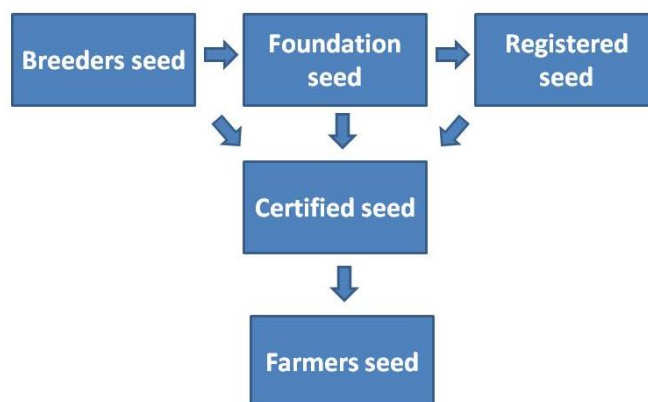 Breeders seed
Foundation
seed
Registered
seed
Certified seed
Farmers seed